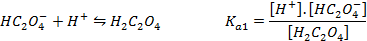 HC₂O₄⁻ + H⁺ ⇋ H₂C₂O₄   Kₐ₁ = [H⁺].[HC₂O₄⁻] / [H₂C₂O₄]